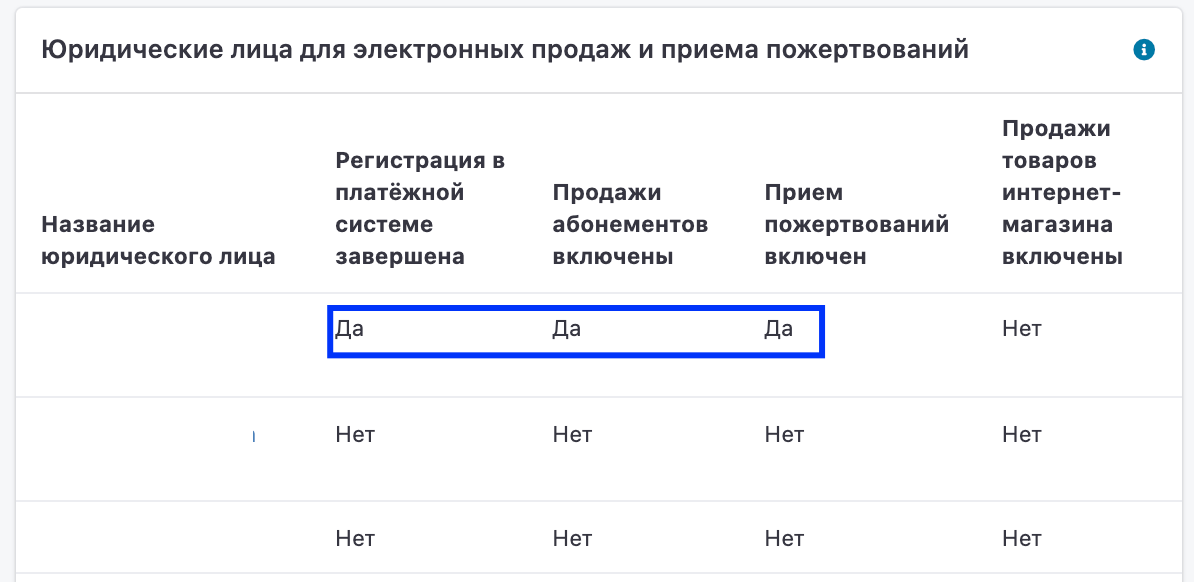 Юридические лица для электронных продаж и приема пожертвований
Название
юридического лица
Регистрация в
платёжной
системе
завершена
Продажи
абонементов
включены
Прием
пожертвований
включен
Продажи
товаров
интернет-
магазина
включены
Да Да Да Нет
Нет Нет Нет Нет
Нет Нет Нет Нет